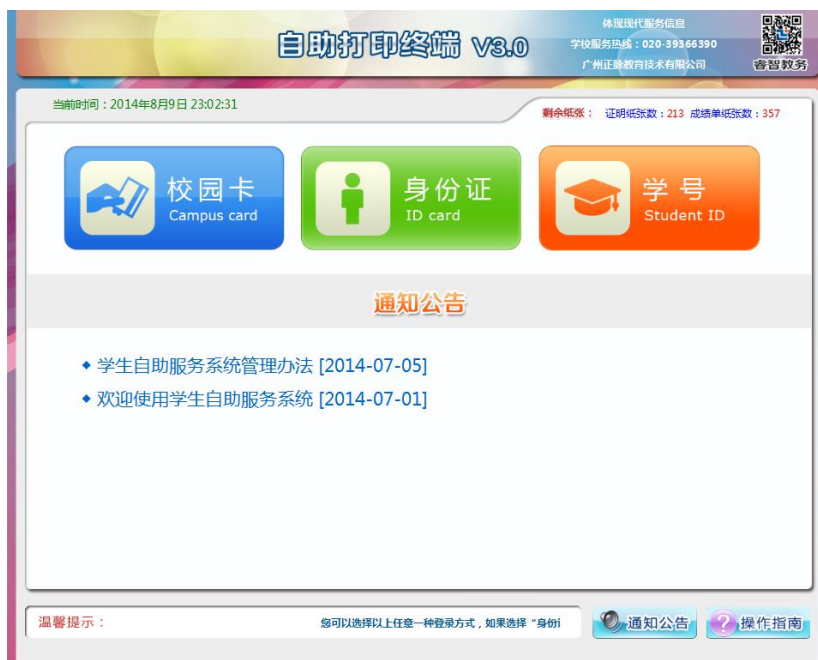 自助打印终端 V3.0
体现现代服务信息
学校服务热线：020-39366390
广州正脉教育技术有限公司
睿智教务
当前时间：2014年8月9日 23:02:31
剩余纸张： 证明纸张数：213 成绩单纸张数：357
校园卡
Campus card
身份证
ID card
学号
Student ID
通知公告
学生自助服务系统管理办法 [2014-07-05]
欢迎使用学生自助服务系统 [2014-07-01]
温馨提示：
您可以选择以上任意一种登录方式，如果选择“身份
通知公告
操作指南